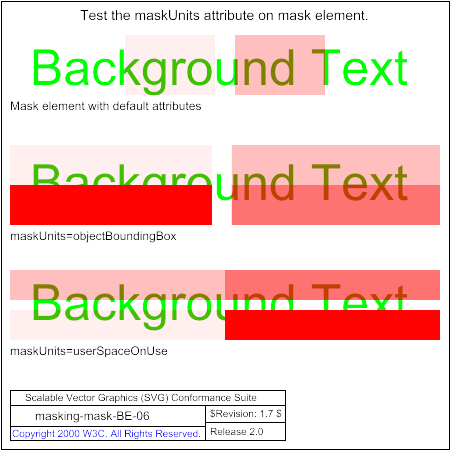 Test the maskUnits attribute on mask element.
Background Text
Mask element with default attributes
Background Text
maskUnits=objectBoundingBox
Background Text
maskUnits=userSpaceOnUse
Scalable Vector Graphics (SVG) Conformance Suite
masking-mask-BE-06
$Revision: 1.7 $
Copyright 2000 W3C. All Rights Reserved.
Release 2.0